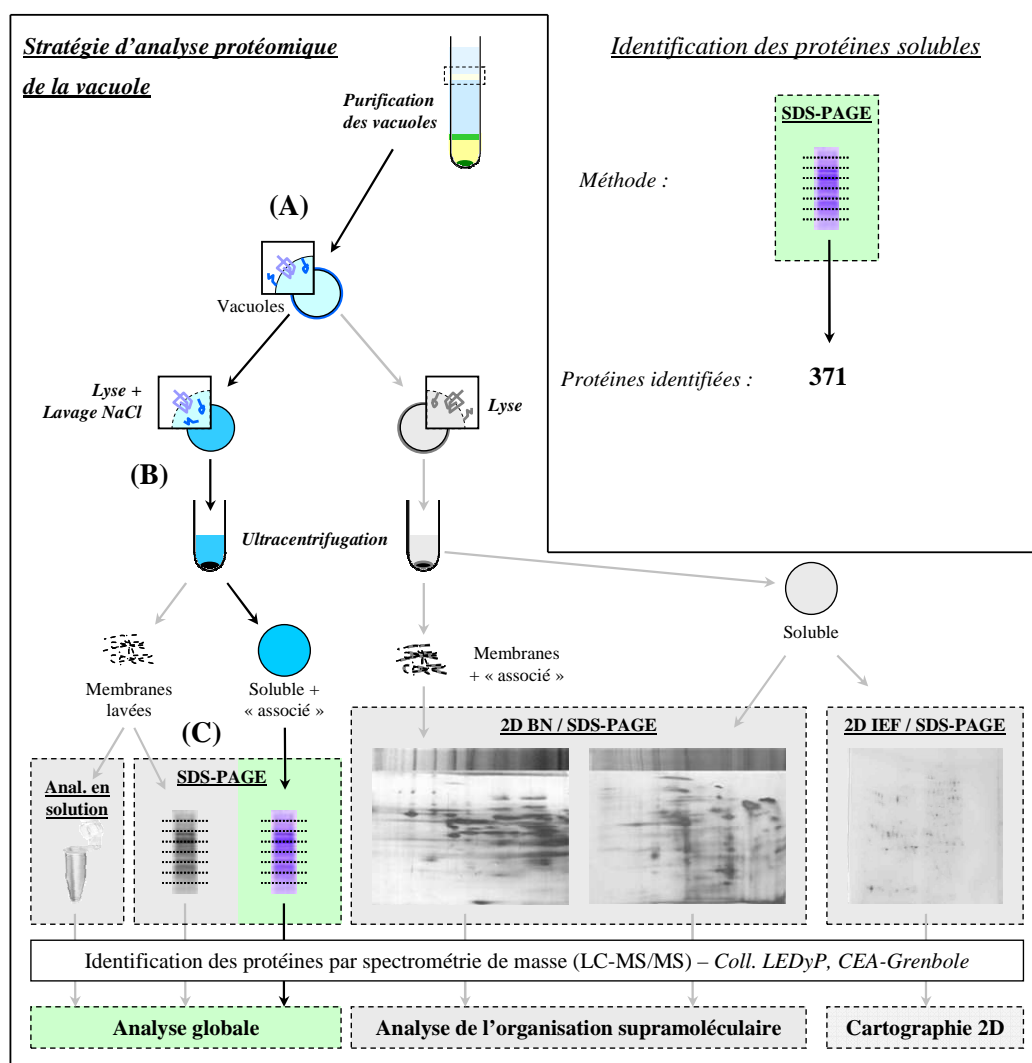 Stratégie d'analyse protéomique
de la vacuole
Purification
des vacuoles
(A)
Vacuoles
Lyse +
Lavage NaCl
Lyse
(B)
Ultracentrifugation
Membranes
lavées
Soluble +
« associé »
Membranes
+ « associé »
Soluble
(C)
Anal. en
solution
SDS-PAGE
2D BN / SDS-PAGE
2D IEF / SDS-PAGE
Identification des protéines par spectrométrie de masse (LC-MS/MS) – Coll. LEDyP, CEA-Grenbole
Analyse globale
Analyse de l'organisation supramoléculaire
Cartographie 2D
Identification des protéines solubles
SDS-PAGE
Méthode :
Protéines identifiées :
371